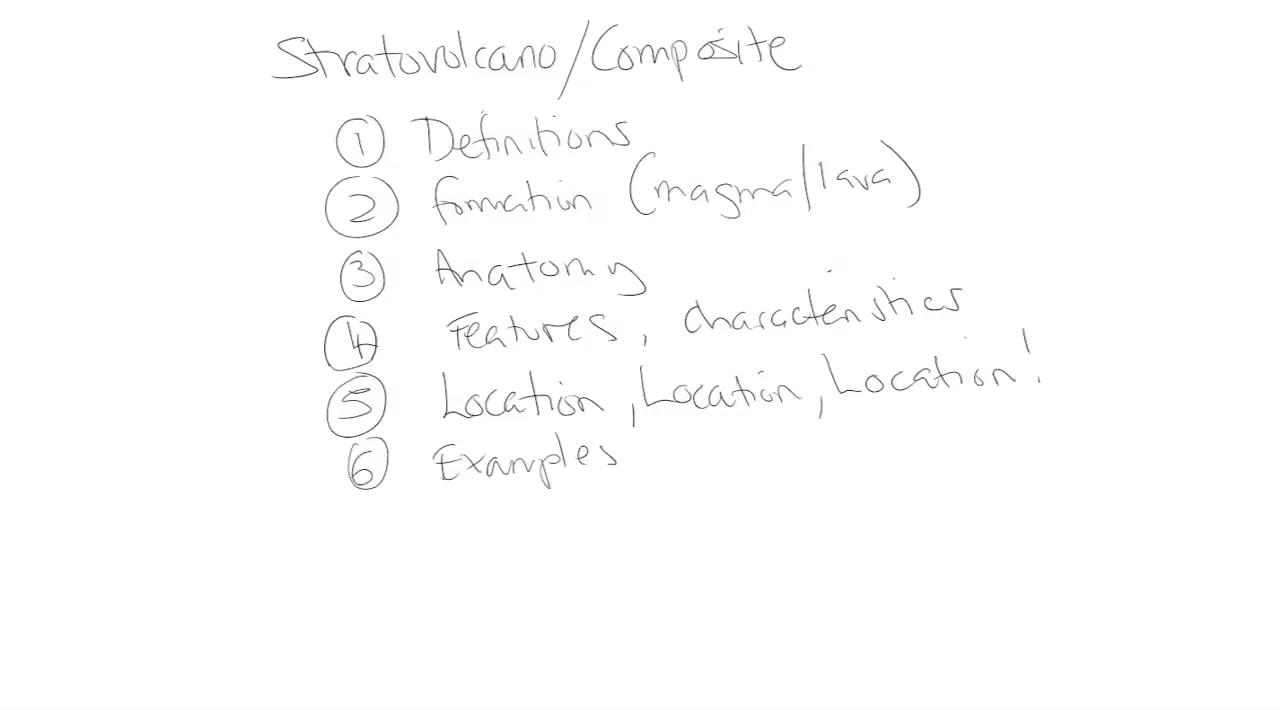 Stratovolcano/Composite
① Definitions
② formation (magma/lava)
③ Anatomy
④ Features, characteristics
⑤ Location, Location, Location!
⑥ Examples